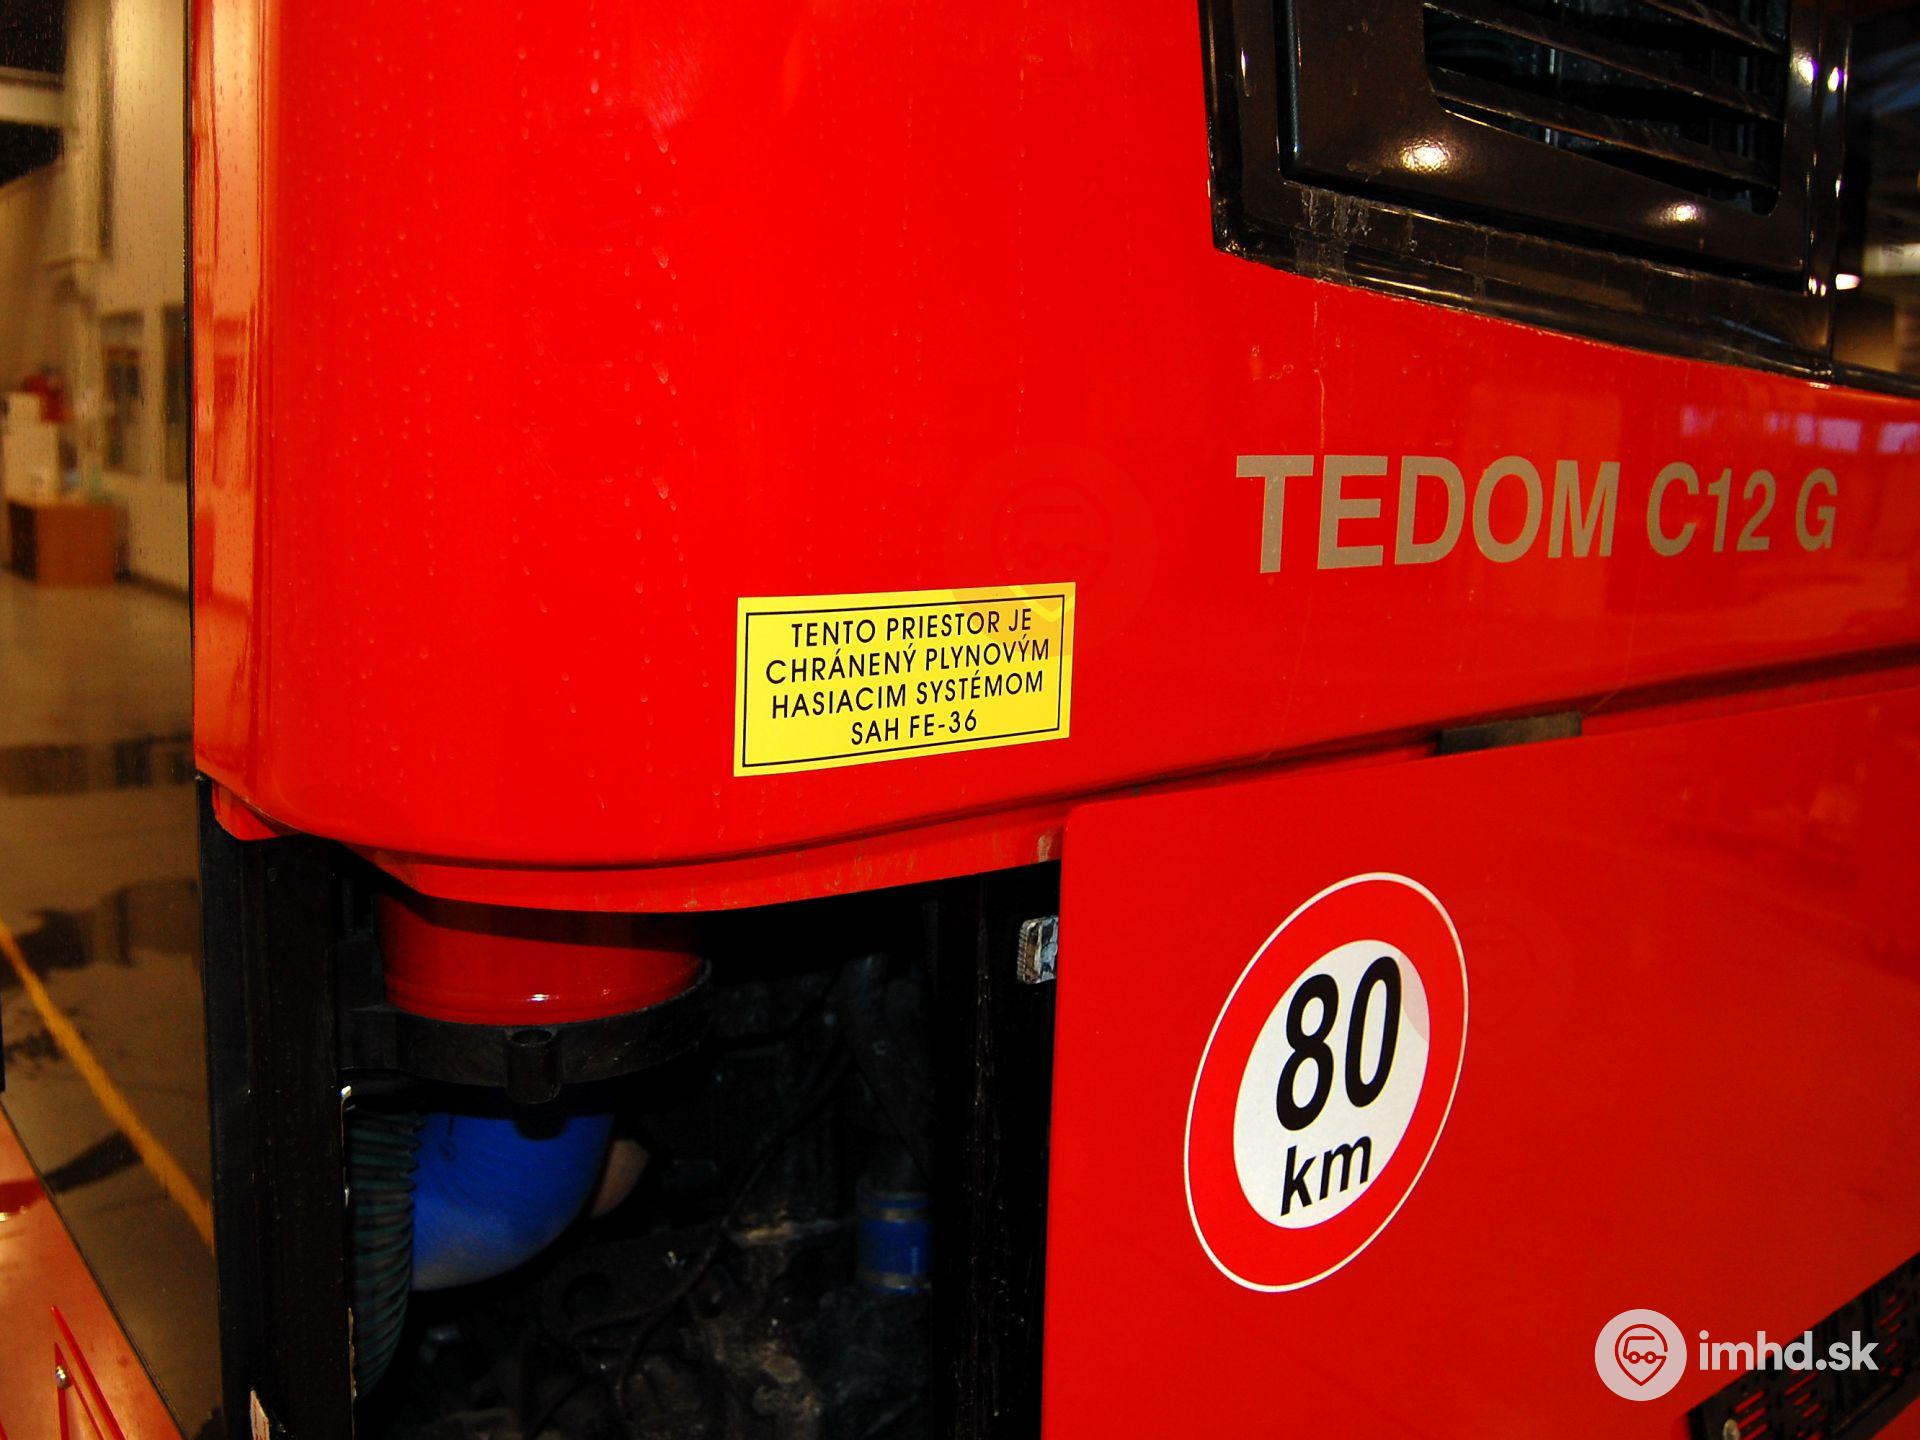 TEDOM C12 G
TENTO PRIESTOR JE
CHRÁNENÝ PLYNOVÝM
HASIACIM SYSTÉMOM
SAH FE-36
80
km
imhd.sk